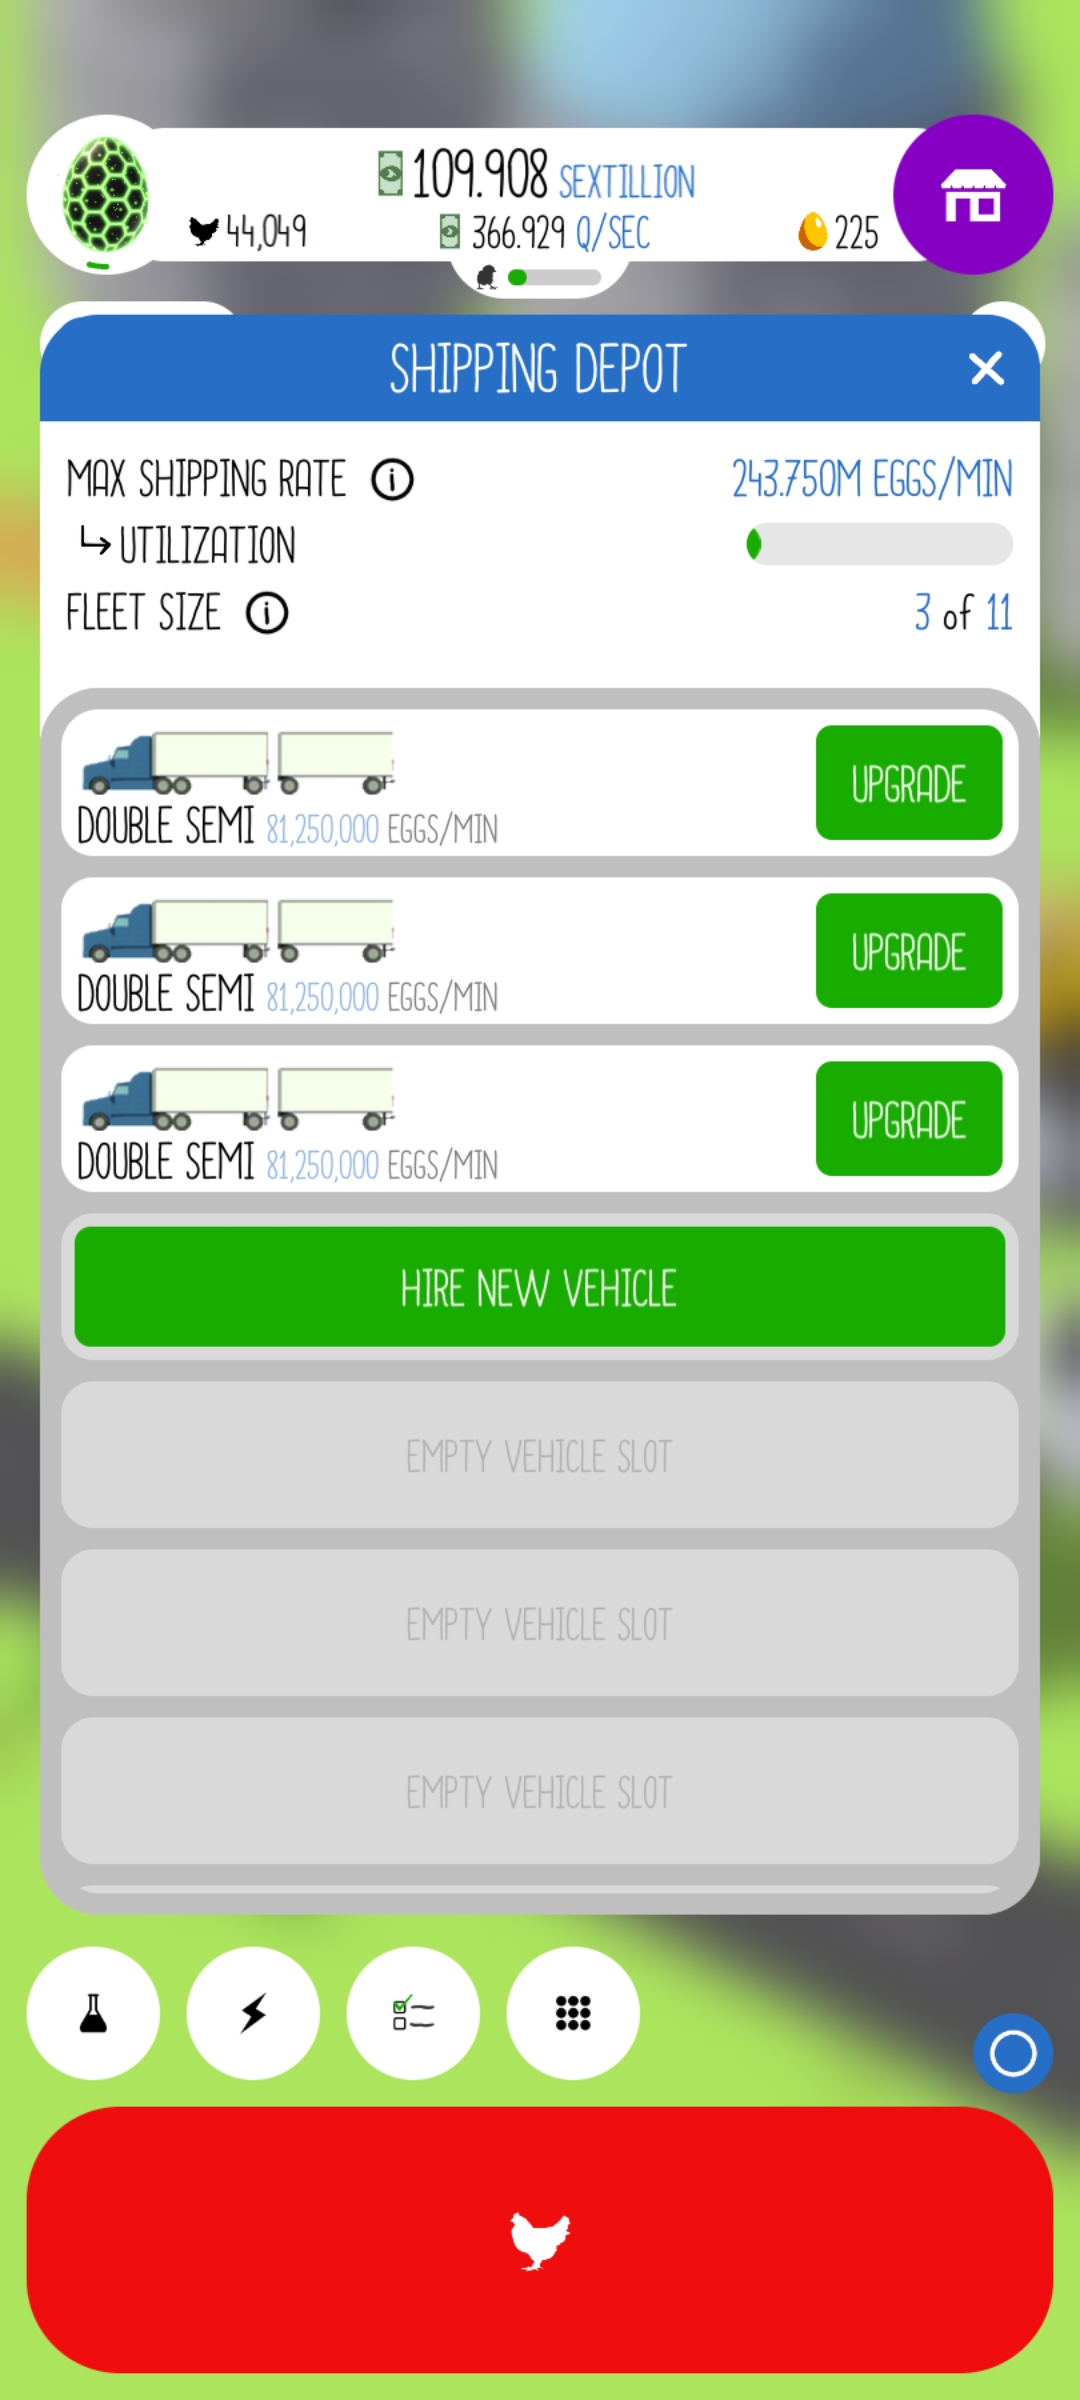 109.908 SEXTILLION
44,049 366.929 Q/SEC 225
SHIPPING DEPOT
MAX SHIPPING RATE 243.750M EGGS/MIN
UTILIZATION
FLEET SIZE 3 of 11
DOUBLE SEMI 81,250,000 EGGS/MIN
UPGRADE
DOUBLE SEMI 81,250,000 EGGS/MIN
UPGRADE
DOUBLE SEMI 81,250,000 EGGS/MIN
UPGRADE
HIRE NEW VEHICLE
EMPTY VEHICLE SLOT
EMPTY VEHICLE SLOT
EMPTY VEHICLE SLOT